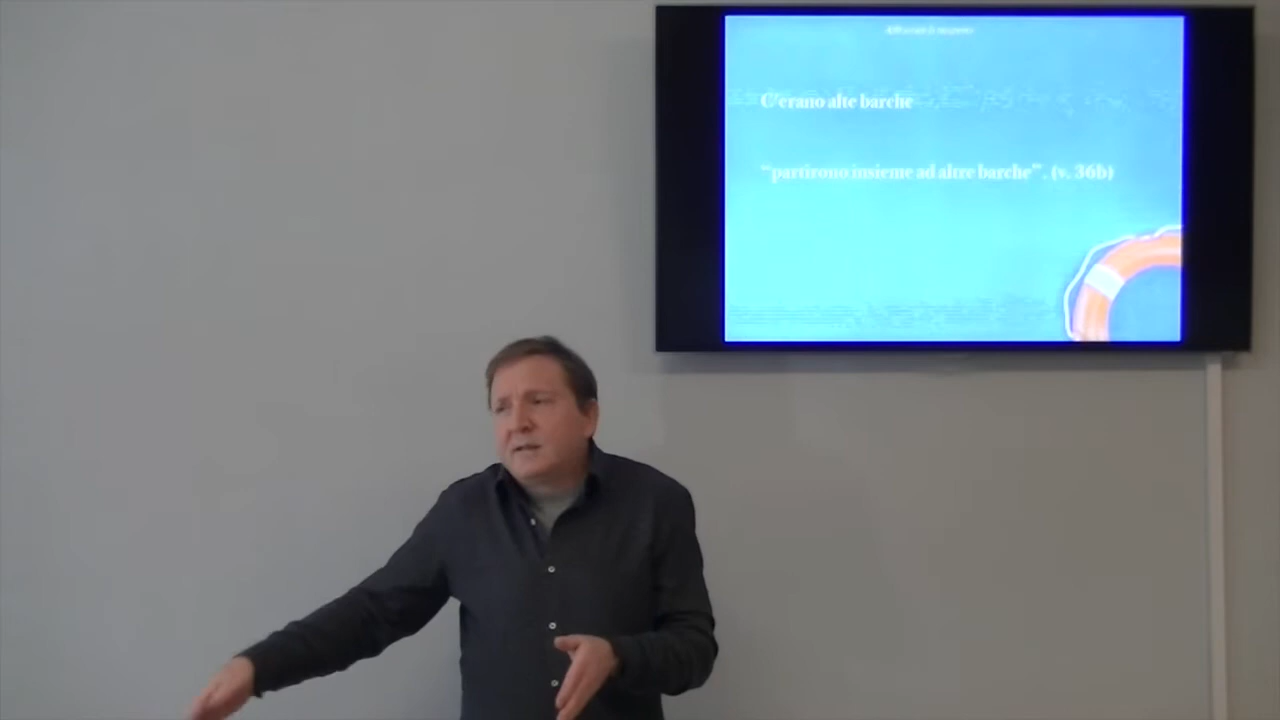 C'erano alte barche
"partirono insieme ad altre barche". (v. 36b)